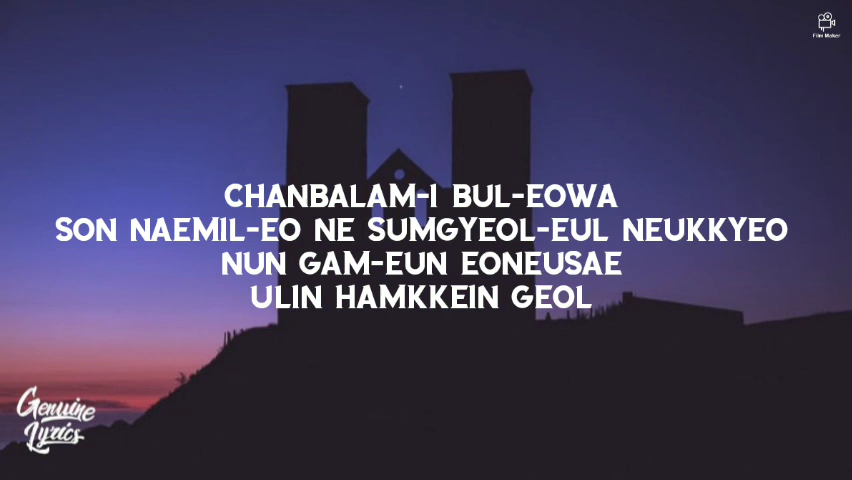 Film Maker
CHANBALAM-I BUL-EOWA
SON NAEMIL-EO NE SUMGYEOL-EUL NEUKKYEO
NUN GAM-EUN EONEUSAE
ULIN HAMKKEIN GEOL
Genuine
Lyrics